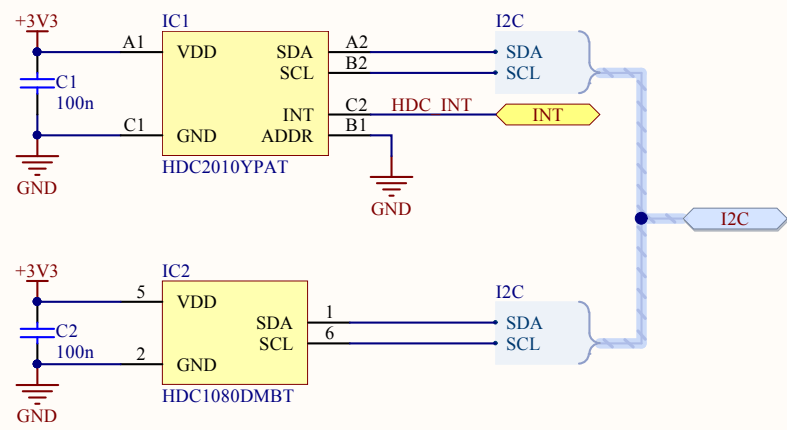 +3V3
IC1
I2C
A1
VDD
SDA
A2
SDA
SCL
B2
SCL
C1
100n
INT
C2
HDC_INT
INT
C1
GND
ADDR
B1
HDC2010YPAT
GND
GND
I2C
+3V3
IC2
I2C
5
VDD
SDA
1
SDA
C2
100n
SCL
6
SCL
2
GND
HDC1080DMBT
GND